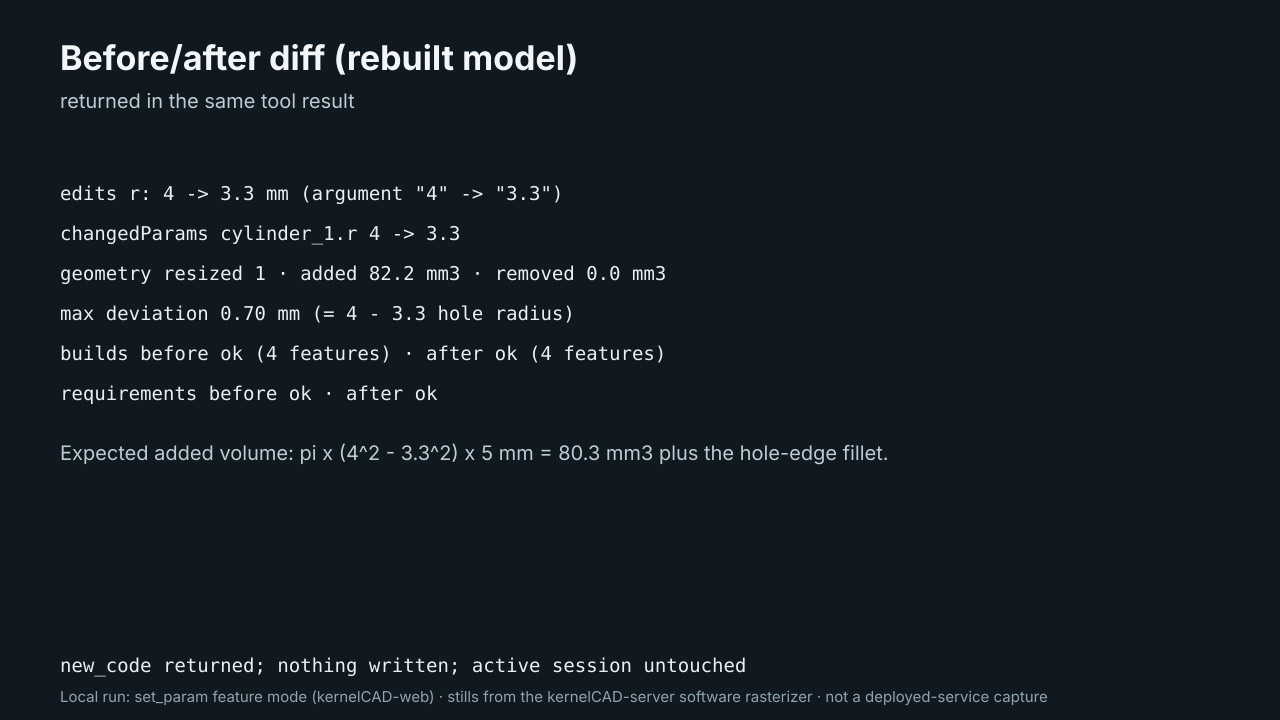 Before/after diff (rebuilt model)
returned in the same tool result
edits r: 4 -> 3.3 mm (argument "4" -> "3.3")
changedParams cylinder_1.r 4 -> 3.3
geometry resized 1 · added 82.2 mm3 · removed 0.0 mm3
max deviation 0.70 mm (= 4 - 3.3 hole radius)
builds before ok (4 features) · after ok (4 features)
requirements before ok · after ok
Expected added volume: pi x (4^2 - 3.3^2) x 5 mm = 80.3 mm3 plus the hole-edge fillet.
new_code returned; nothing written; active session untouched
Local run: set_param feature mode (kernelCAD-web) · stills from the kernelCAD-server software rasterizer · not a deployed-service capture